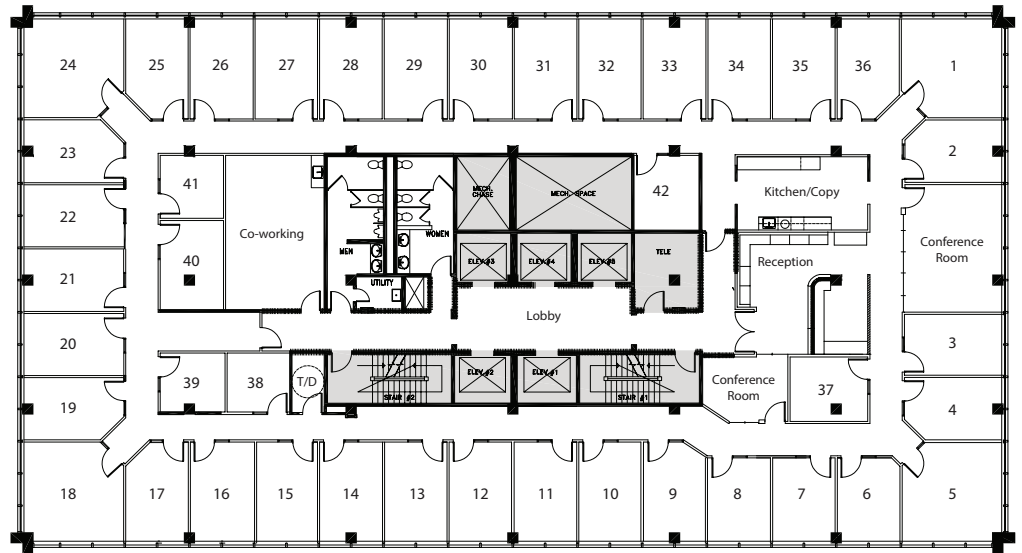 24
25
26
27
28
29
30
31
32
33
34
35
36
1
23
2
41
MECH.
CHASE
MECH. SPACE
42
Kitchen/Copy
22
Co-working
WOMEN
MEN
40
ELEV.#3
ELEV.#4
ELEV.#5
TELE
Reception
Conference
Room
21
UTILITY
Lobby
20
3
39
38
T/D
STAIR #2
ELEV.#2
ELEV.#1
STAIR #1
Conference
Room
37
19
4
18
17
16
15
14
13
12
11
10
9
8
7
6
5